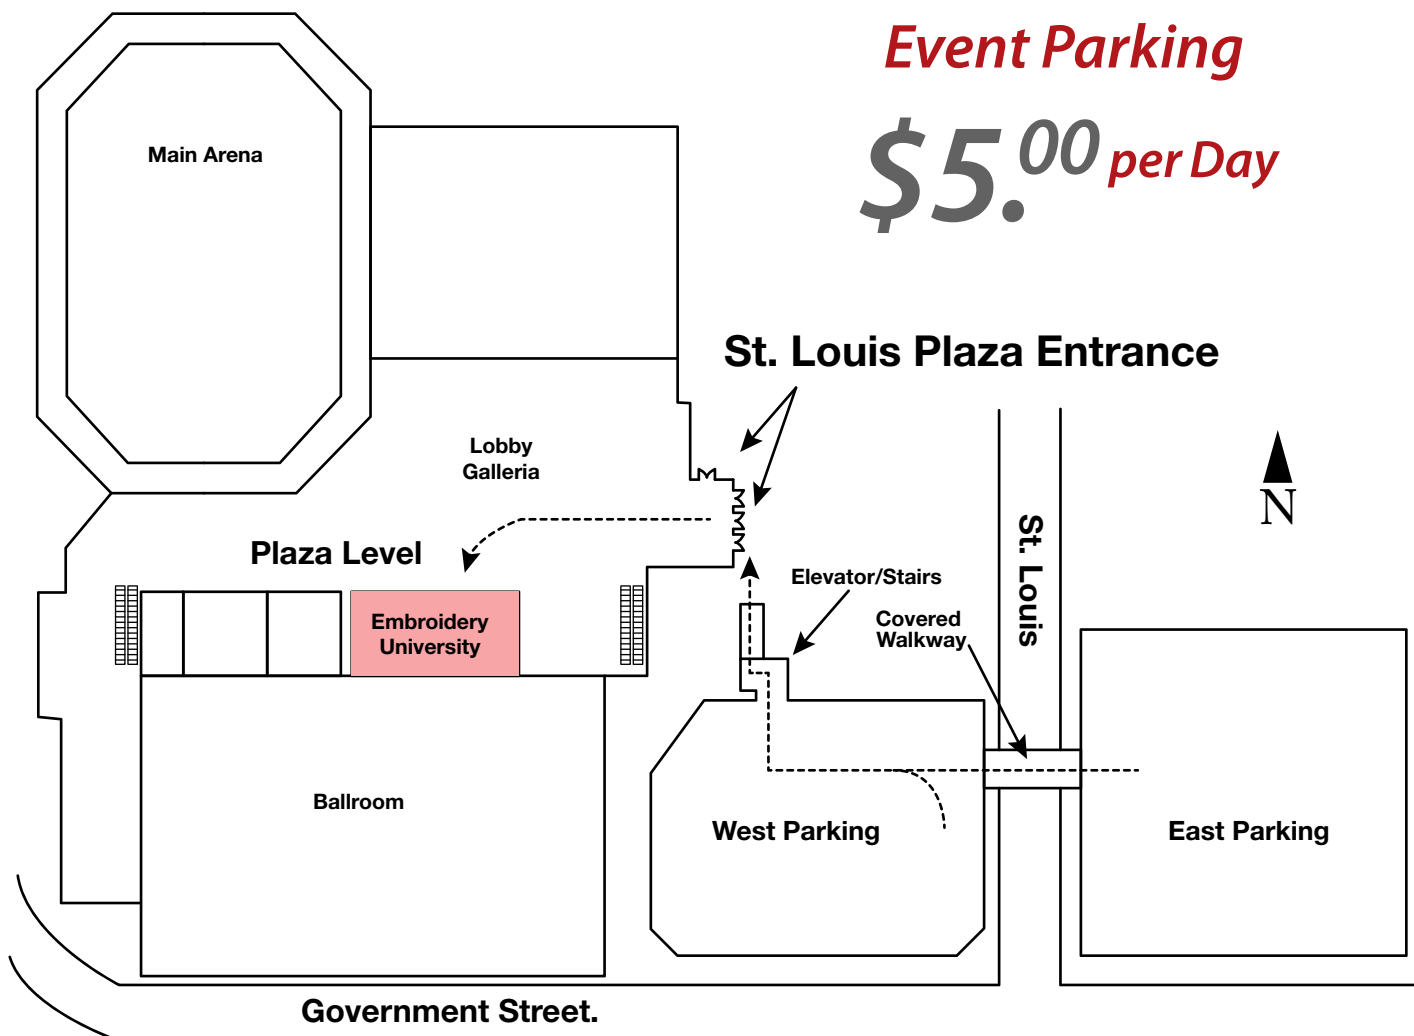 Event Parking
$5.00 per Day
Main Arena
St. Louis Plaza Entrance
Lobby
Galleria
N
St. Louis
Plaza Level
Elevator/Stairs
Covered
Walkway
Embroidery
University
Ballroom
West Parking
East Parking
Government Street.